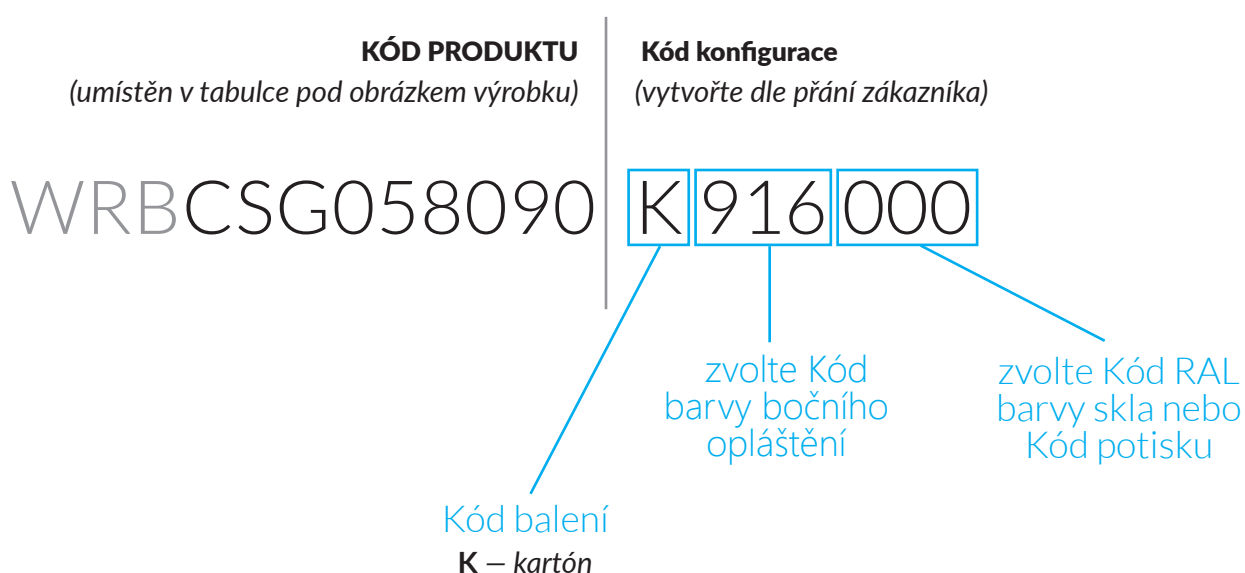 KÓD PRODUKTU
(umístěn v tabulce pod obrázkem výrobku)
Kód konfigurace
(vytvořte dle přání zákazníka)
WRBCSG058090 K 916 000
zvolte Kód
barvy bočního
opláštění
zvolte Kód RAL
barvy skla nebo
Kód potisku
Kód balení
K – kartón